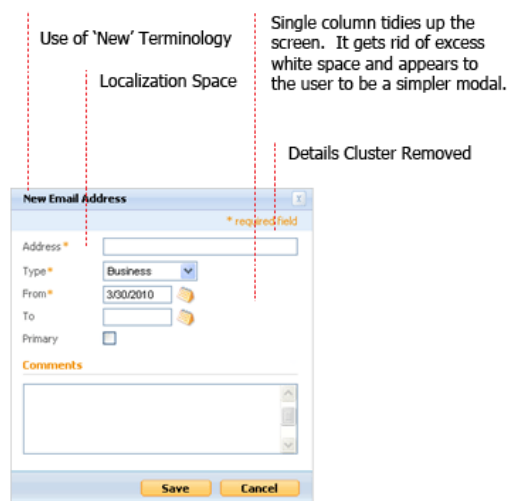 Use of ‘New’ Terminology
Single column tidies up the
screen. It gets rid of excess
white space and appears to
the user to be a simpler modal.
Localization Space
Details Cluster Removed
New Email Address
x
* required field
Address *
Type * Business
From * 3/30/2010
To
Primary
Comments
Save Cancel